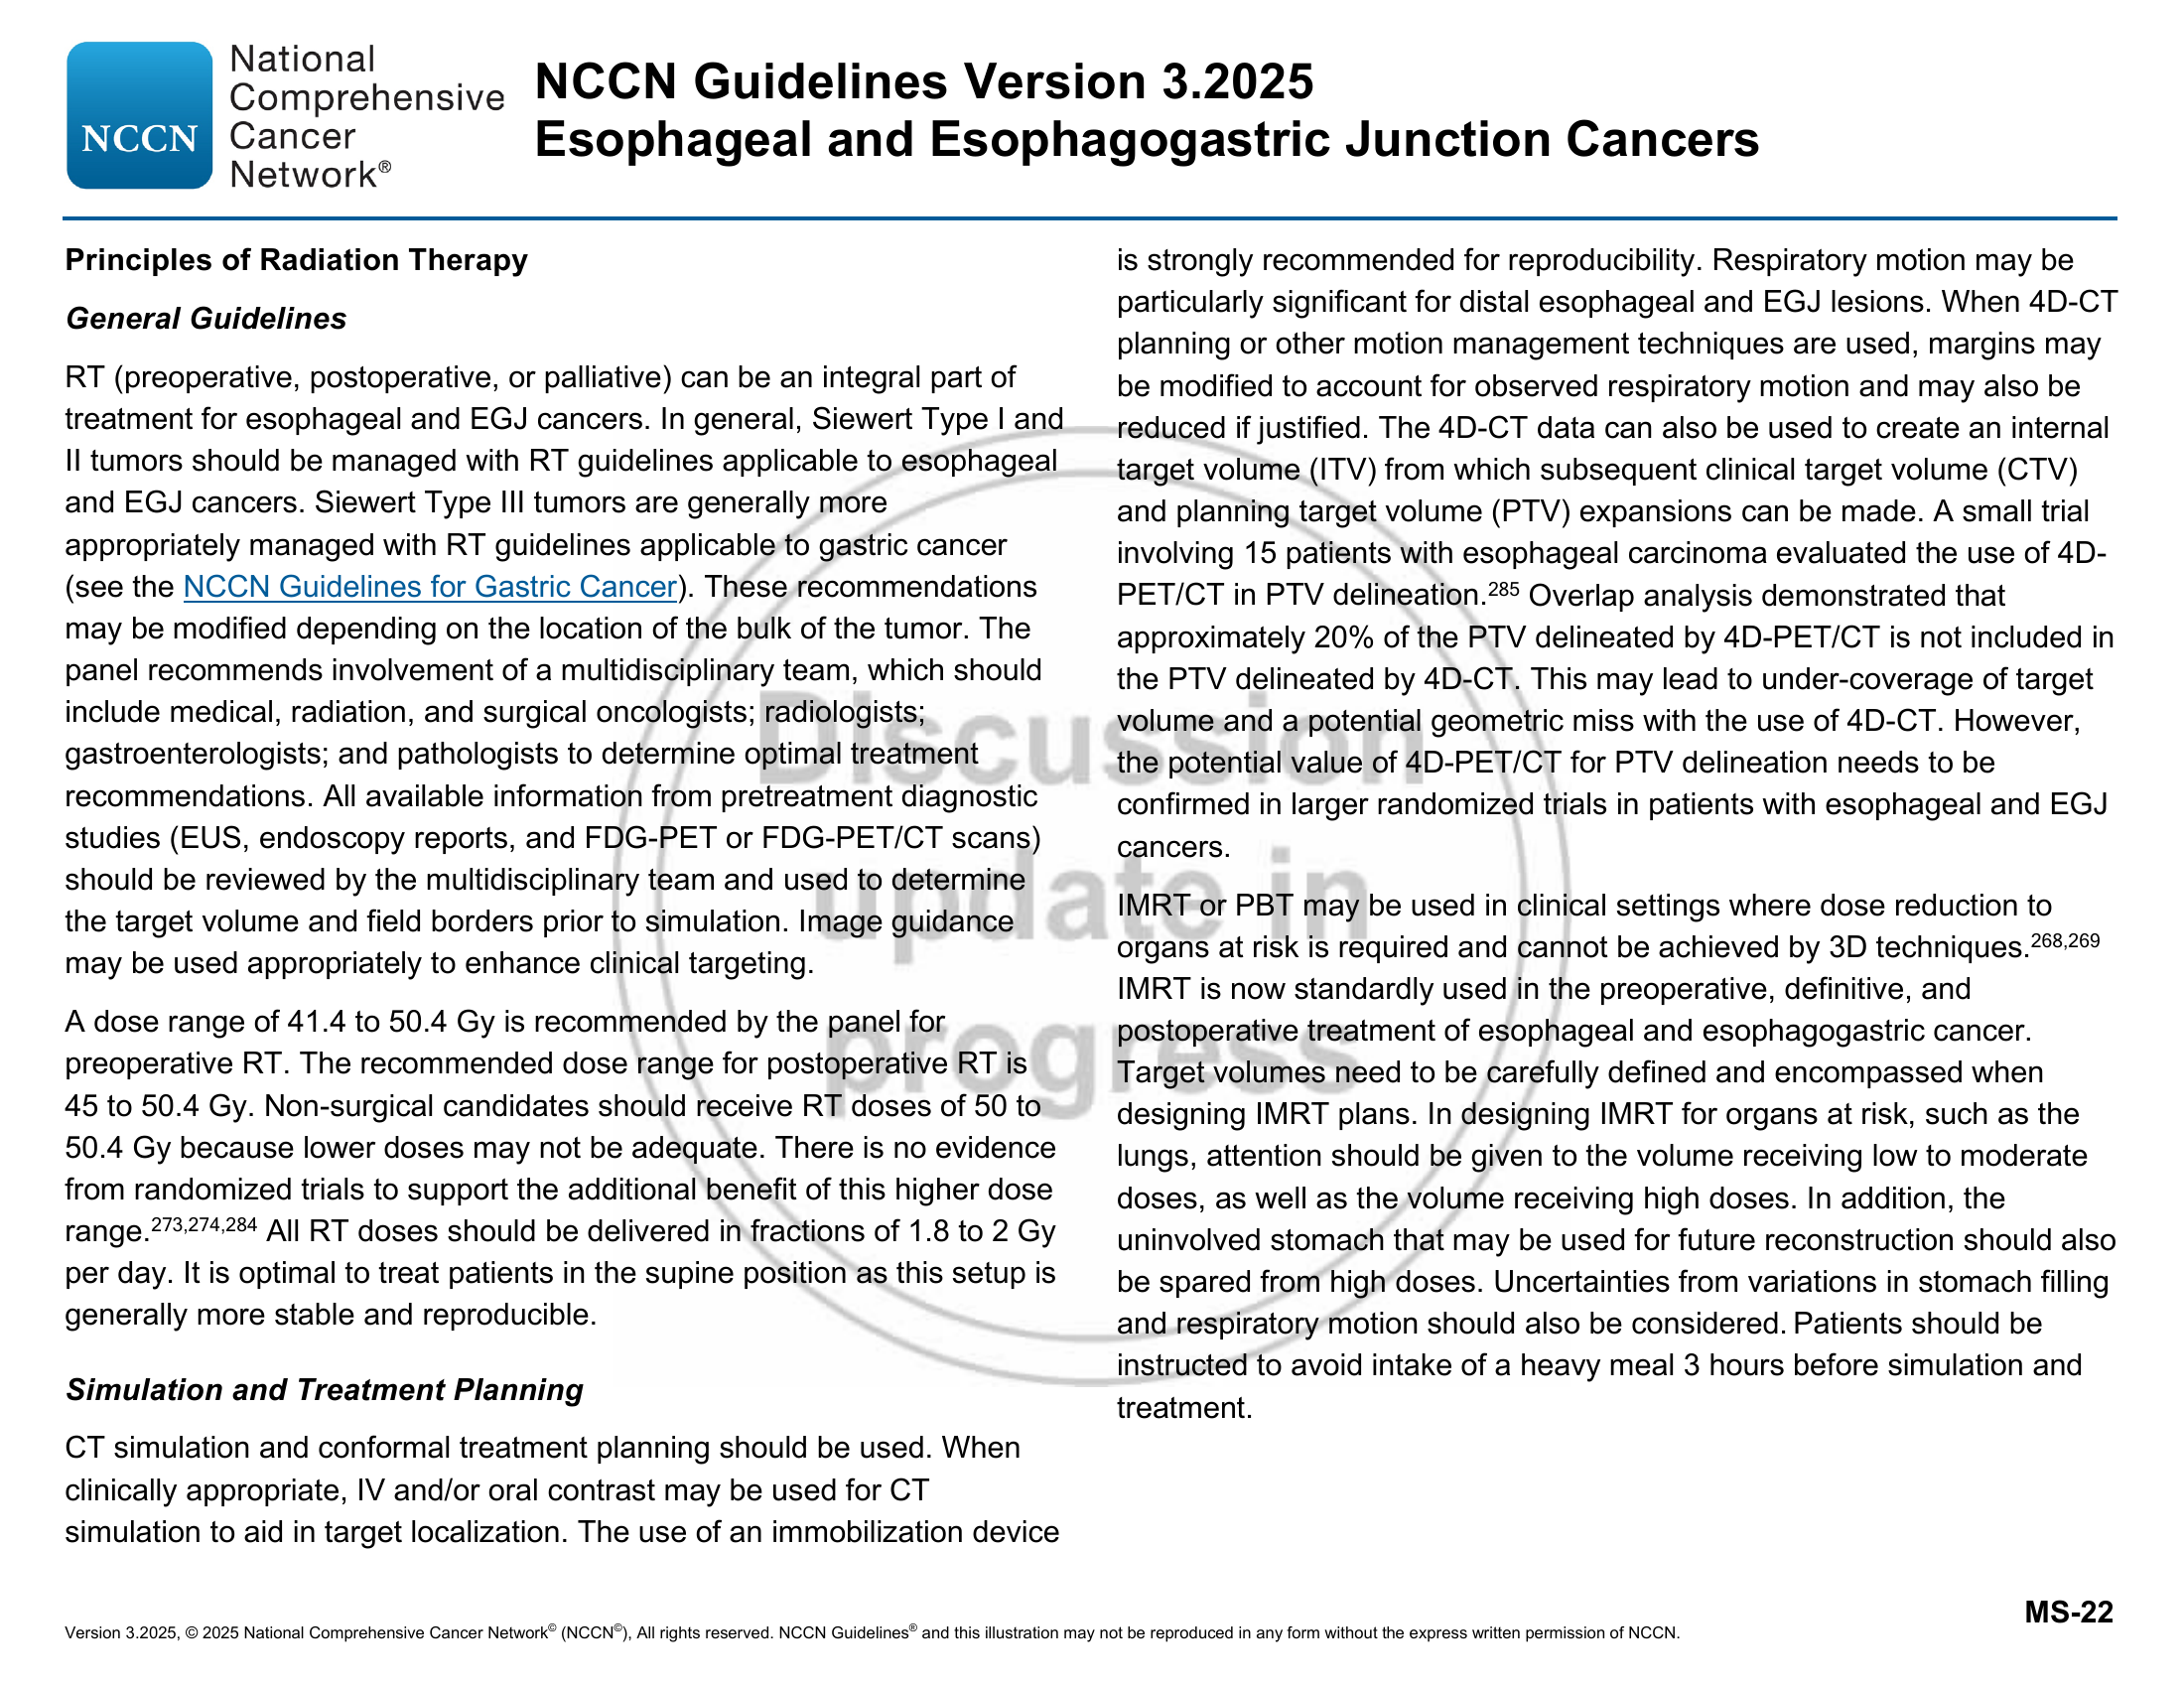 National
Comprehensive
Cancer
Network®
NCCN
NCCN Guidelines Version 3.2025
Esophageal and Esophagogastric Junction Cancers
Principles of Radiation Therapy
General Guidelines
RT (preoperative, postoperative, or palliative) can be an integral part of
treatment for esophageal and EGJ cancers. In general, Siewert Type I and
II tumors should be managed with RT guidelines applicable to esophageal
and EGJ cancers. Siewert Type III tumors are generally more
appropriately managed with RT guidelines applicable to gastric cancer
(see the NCCN Guidelines for Gastric Cancer). These recommendations
may be modified depending on the location of the bulk of the tumor. The
panel recommends involvement of a multidisciplinary team, which should
include medical, radiation, and surgical oncologists; radiologists;
gastroenterologists; and pathologists to determine optimal treatment
recommendations. All available information from pretreatment diagnostic
studies (EUS, endoscopy reports, and FDG-PET or FDG-PET/CT scans)
should be reviewed by the multidisciplinary team and used to determine
the target volume and field borders prior to simulation. Image guidance
may be used appropriately to enhance clinical targeting.
A dose range of 41.4 to 50.4 Gy is recommended by the panel for
preoperative RT. The recommended dose range for postoperative RT is
45 to 50.4 Gy. Non-surgical candidates should receive RT doses of 50 to
50.4 Gy because lower doses may not be adequate. There is no evidence
from randomized trials to support the additional benefit of this higher dose
range.273,274,284 All RT doses should be delivered in fractions of 1.8 to 2 Gy
per day. It is optimal to treat patients in the supine position as this setup is
generally more stable and reproducible.
Simulation and Treatment Planning
CT simulation and conformal treatment planning should be used. When
clinically appropriate, IV and/or oral contrast may be used for CT
simulation to aid in target localization. The use of an immobilization device
is strongly recommended for reproducibility. Respiratory motion may be
particularly significant for distal esophageal and EGJ lesions. When 4D-CT
planning or other motion management techniques are used, margins may
be modified to account for observed respiratory motion and may also be
reduced if justified. The 4D-CT data can also be used to create an internal
target volume (ITV) from which subsequent clinical target volume (CTV)
and planning target volume (PTV) expansions can be made. A small trial
involving 15 patients with esophageal carcinoma evaluated the use of 4D-
PET/CT in PTV delineation.285 Overlap analysis demonstrated that
approximately 20% of the PTV delineated by 4D-PET/CT is not included in
the PTV delineated by 4D-CT. This may lead to under-coverage of target
volume and a potential geometric miss with the use of 4D-CT. However,
the potential value of 4D-PET/CT for PTV delineation needs to be
confirmed in larger randomized trials in patients with esophageal and EGJ
cancers.
IMRT or PBT may be used in clinical settings where dose reduction to
organs at risk is required and cannot be achieved by 3D techniques.268,269
IMRT is now standardly used in the preoperative, definitive, and
postoperative treatment of esophageal and esophagogastric cancer.
Target volumes need to be carefully defined and encompassed when
designing IMRT plans. In designing IMRT for organs at risk, such as the
lungs, attention should be given to the volume receiving low to moderate
doses, as well as the volume receiving high doses. In addition, the
uninvolved stomach that may be used for future reconstruction should also
be spared from high doses. Uncertainties from variations in stomach filling
and respiratory motion should also be considered. Patients should be
instructed to avoid intake of a heavy meal 3 hours before simulation and
treatment.
Discussion
update in
progress
MS-22
Version 3.2025, © 2025 National Comprehensive Cancer Network© (NCCN©), All rights reserved. NCCN Guidelines® and this illustration may not be reproduced in any form without the express written permission of NCCN.